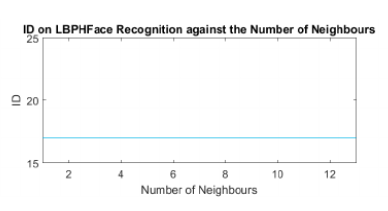 ID on LBPHFace Recognition against the Number of Neighbours
25
20
15
ID
2 4 6 8 10 12
Number of Neighbours